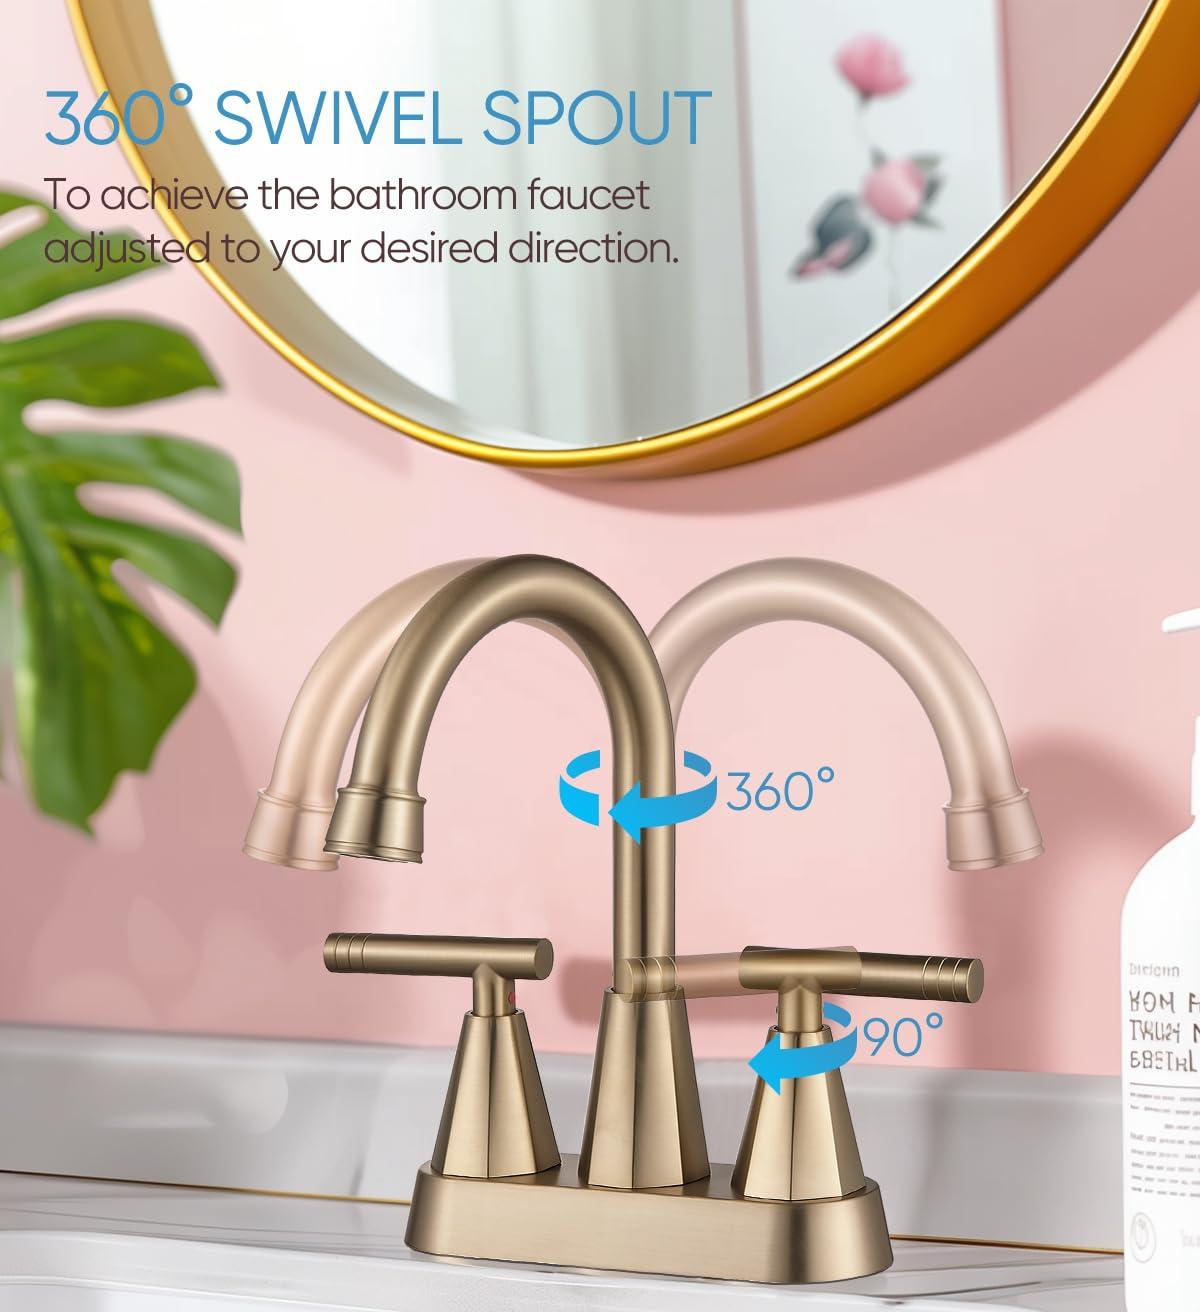 360° SWIVEL SPOUT
To achieve the bathroom faucet
adjusted to your desired direction.
360°
90°